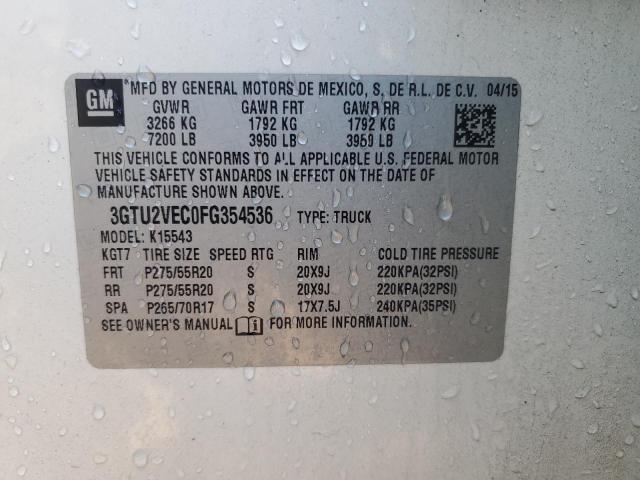 GM
*MFD BY GENERAL MOTORS DE MEXICO, S, DE R.L. DE C.V. 04/15
GVWR GAWR FRT GAWR RR
3266 KG 1792 KG 1792 KG
7200 LB 3950 LB 3950 LB
THIS VEHICLE CONFORMS TO ALL APPLICABLE U.S. FEDERAL MOTOR
VEHICLE SAFETY STANDARDS IN EFFECT ON THE DATE OF
MANUFACTURE SHOWN ABOVE.
3GTU2VEC0FG354536 TYPE: TRUCK
MODEL: K15543
KGT7 TIRE SIZE SPEED RTG RIM COLD TIRE PRESSURE
FRT P275/55R20 S 20X9J 220KPA(32PSI)
RR P275/55R20 S 20X9J 220KPA(32PSI)
SPA P265/70R17 S 17X7.5J 240KPA(35PSI)
SEE OWNER'S MANUAL i FOR MORE INFORMATION.